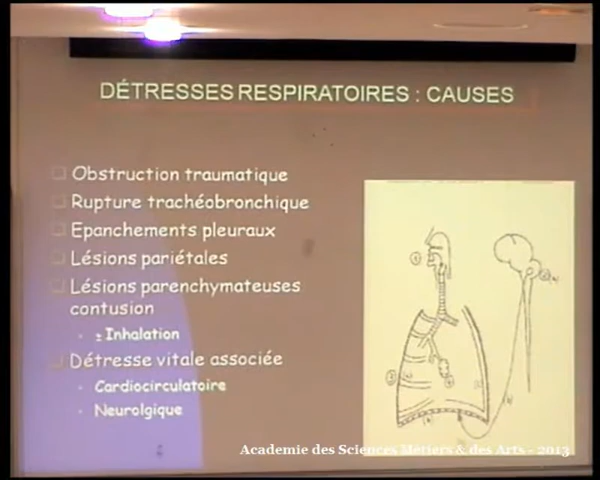 DÉTRESSES RESPIRATOIRES : CAUSES
Obstruction traumatique
Rupture trachéobronchique
Epanchements pleuraux
Lésions pariétales
Lésions parenchymateuses
contusion
± Inhalation
Détresse vitale associée
Cardiocirculatoire
Neurolgique
Academie des Sciences Métiers & des Arts - 2013